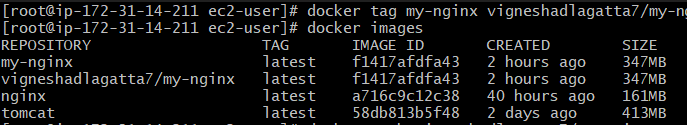 [root@ip-172-31-14-211 ec2-user]# docker tag my-nginx vigneshadlagatta7/my-ng
[root@ip-172-31-14-211 ec2-user]# docker images
REPOSITORY TAG IMAGE ID CREATED SIZE
my-nginx latest f1417afdfa43 2 hours ago 347MB
vigneshadlagatta7/my-nginx latest f1417afdfa43 2 hours ago 347MB
nginx latest a716c9c12c38 40 hours ago 161MB
tomcat latest 58db813b5f48 2 days ago 413MB